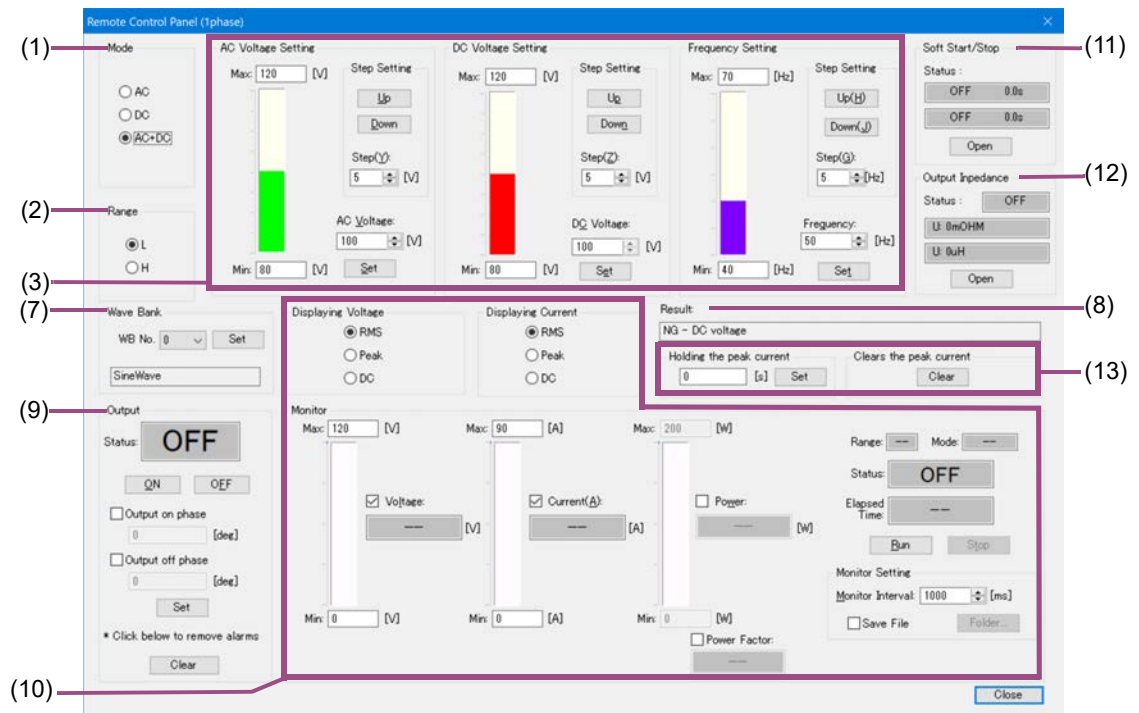 Remote Control Panel (1phase)
(1)
Mode
AC
DC
AC+DC
(2)
Range
L
H
(3)
AC Voltage Setting
Max: 120 [V]
Step Setting
Up
Down
Step(Y):
5 [V]
AC Voltage:
100 [V]
Min: 80 [V]
Set
DC Voltage Setting
Max: 120 [V]
Step Setting
Up
Down
Step(Z):
5 [V]
DC Voltage:
100 [V]
Min: 80 [V]
Set
Frequency Setting
Max: 70 [Hz]
Step Setting
Up(H)
Down(J)
Step(G):
5 [Hz]
Frequency:
50 [Hz]
Min: 40 [Hz]
Set
(11)
Soft Start/Stop
Status :
OFF 0.0s
OFF 0.0s
Open
(12)
Output Inpedance
Status : OFF
U: 0mOHM
U: 0uH
Open
(7)
Wave Bank
WB No. 0 Set
SineWave
Displaying Voltage
RMS
Peak
DC
Displaying Current
RMS
Peak
DC
(8)
Result:
NG - DC voltage
(13)
Holding the peak current
0 [s] Set
Clears the peak current
Clear
(9)
Output
Status: OFF
ON OFF
Output on phase
0 [deg]
Output off phase
0 [deg]
Set
* Click below to remove alarms
Clear
(10)
Monitor
Max: 120 [V]
Voltage:
-- [V]
Min: 0 [V]
Max: 90 [A]
Current(A):
-- [A]
Min: 0 [A]
Max: 200 [W]
Power:
-- [W]
Min: 0 [W]
Power Factor:
--
Range: -- Mode: --
Status: OFF
Elapsed Time: --
Run Stop
Monitor Setting
Monitor Interval: 1000 [ms]
Save File Folder...
Close